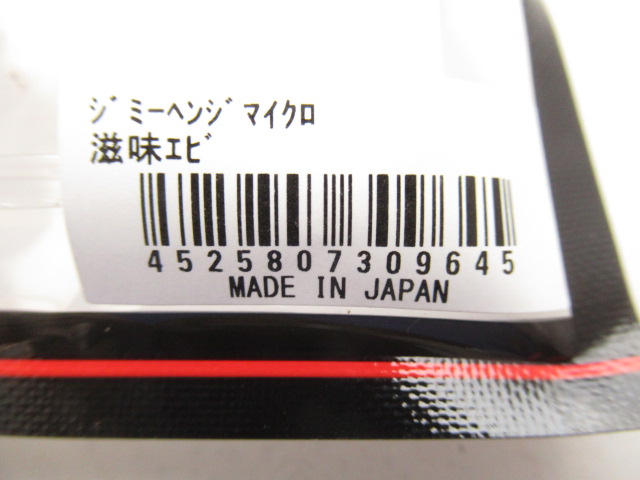 ｼﾞﾐｰﾍﾝｼﾞﾏｲｸﾛ
滋味ｴﾋﾞ
4525807309645
MADE IN JAPAN